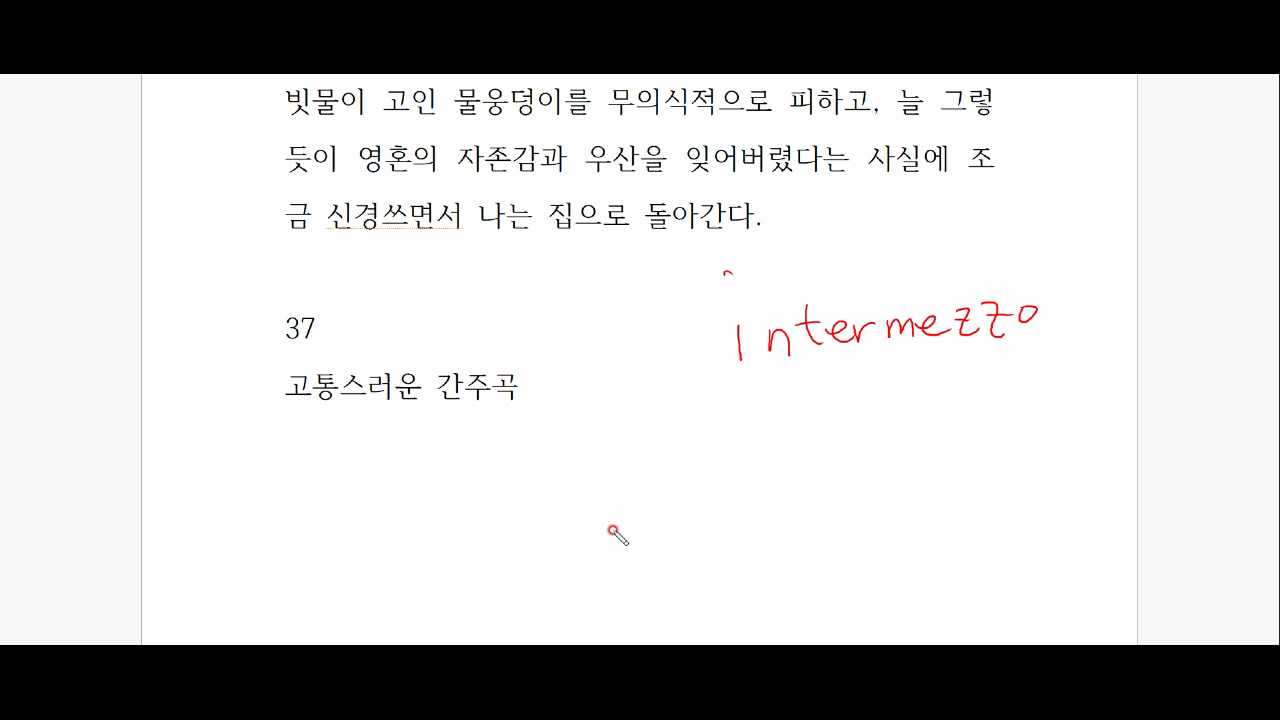 빗물이 고인 물웅덩이를 무의식적으로 피하고, 늘 그렇
듯이 영혼의 자존감과 우산을 잊어버렸다는 사실에 조
금 신경쓰면서 나는 집으로 돌아간다.
intermezzo
37
고통스러운 간주곡